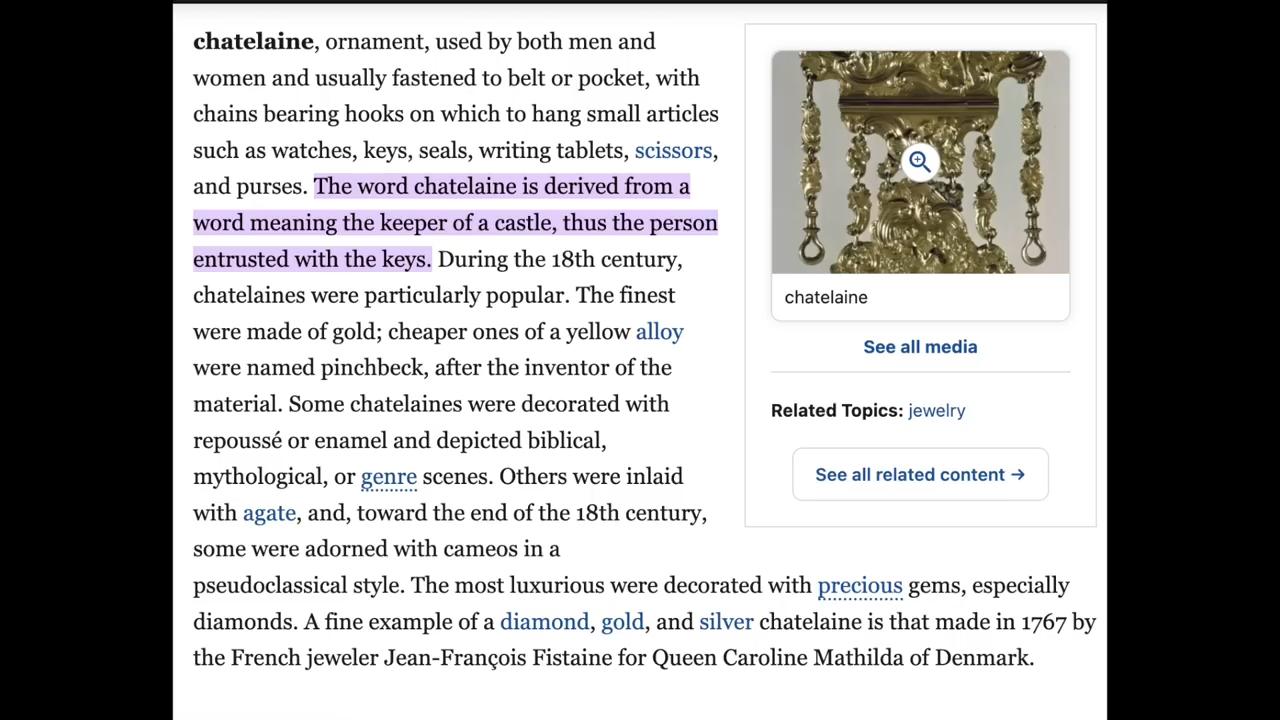 chatelaine, ornament, used by both men and
women and usually fastened to belt or pocket, with
chains bearing hooks on which to hang small articles
such as watches, keys, seals, writing tablets, scissors,
and purses. The word chatelaine is derived from a
word meaning the keeper of a castle, thus the person
entrusted with the keys. During the 18th century,
chatelaines were particularly popular. The finest
were made of gold; cheaper ones of a yellow alloy
were named pinchbeck, after the inventor of the
material. Some chatelaines were decorated with
repoussé or enamel and depicted biblical,
mythological, or genre scenes. Others were inlaid
with agate, and, toward the end of the 18th century,
some were adorned with cameos in a
pseudoclassical style. The most luxurious were decorated with precious gems, especially
diamonds. A fine example of a diamond, gold, and silver chatelaine is that made in 1767 by
the French jeweler Jean-François Fistaine for Queen Caroline Mathilda of Denmark.
chatelaine
See all media
Related Topics: jewelry
See all related content →